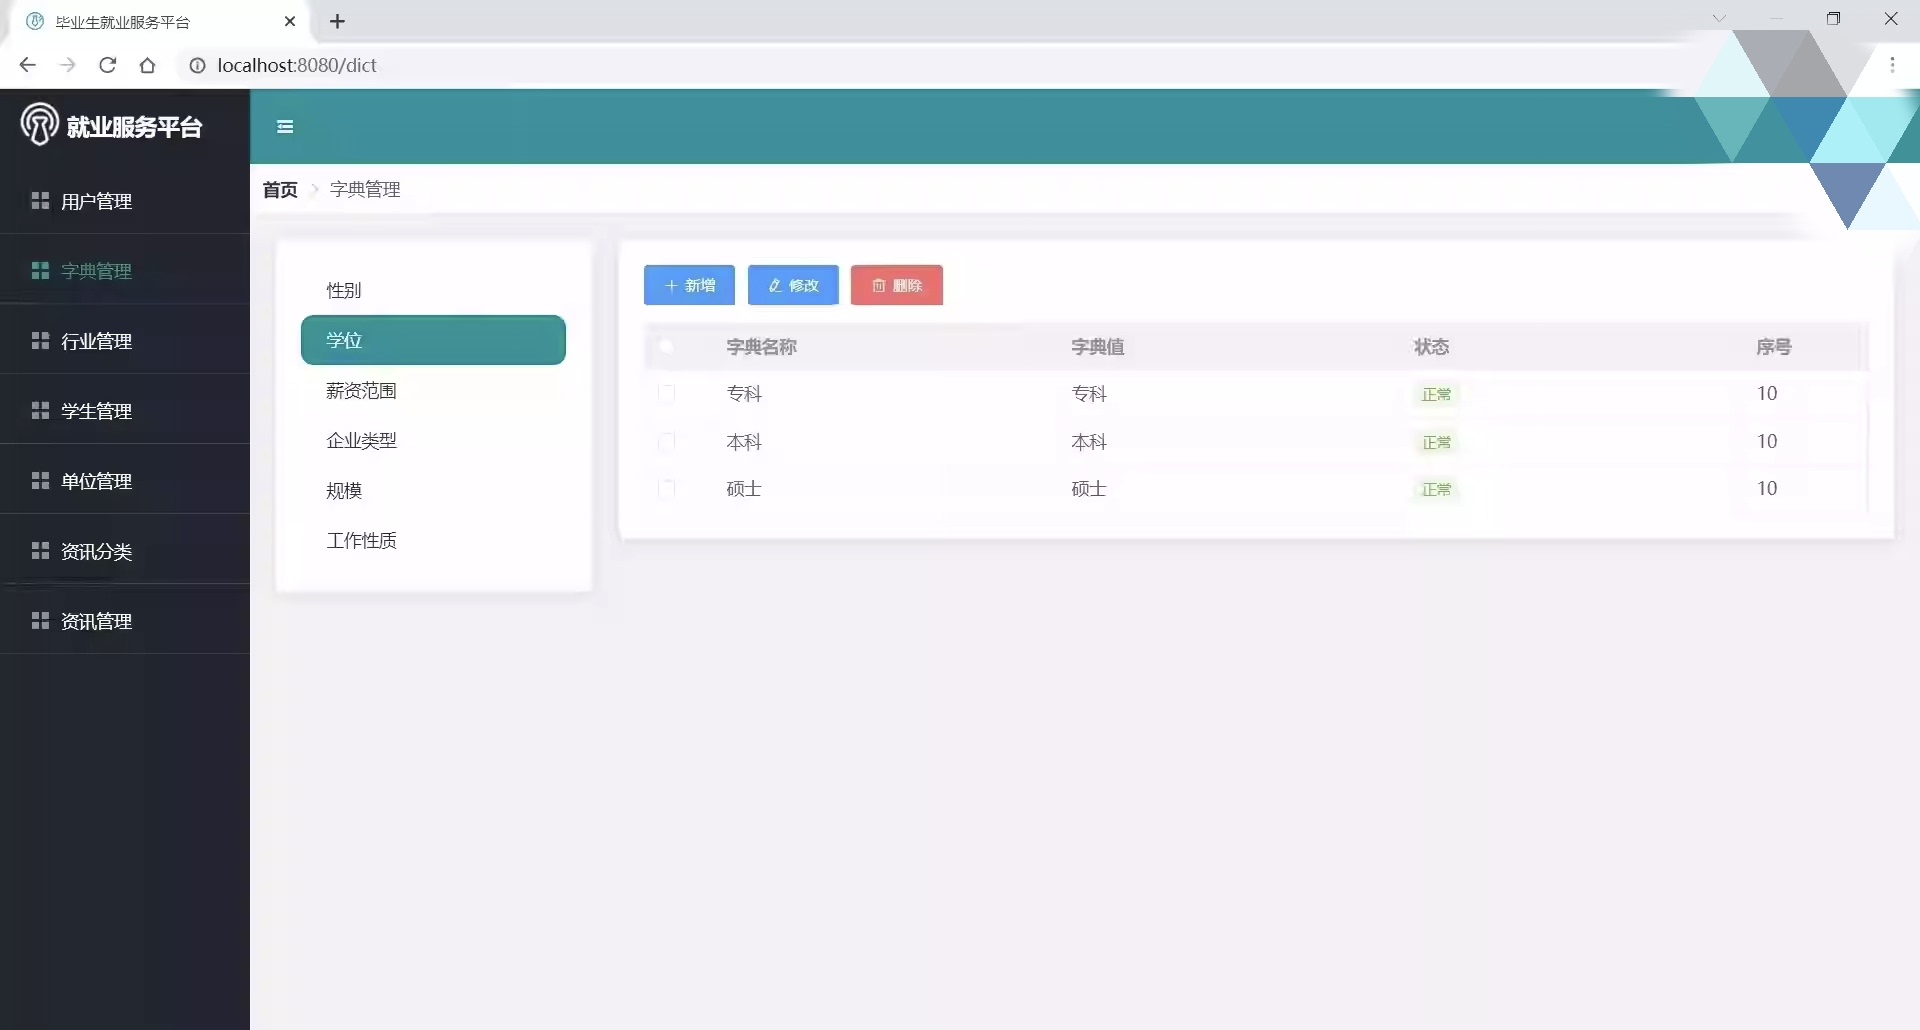 毕业生就业服务平台
localhost:8080/dict
就业服务平台
首页 字典管理
用户管理
字典管理
行业管理
学生管理
单位管理
资讯分类
资讯管理
性别
学位
薪资范围
企业类型
规模
工作性质
新增 修改 删除
字典名称 字典值 状态 序号
专科 专科 正常 10
本科 本科 正常 10
硕士 硕士 正常 10